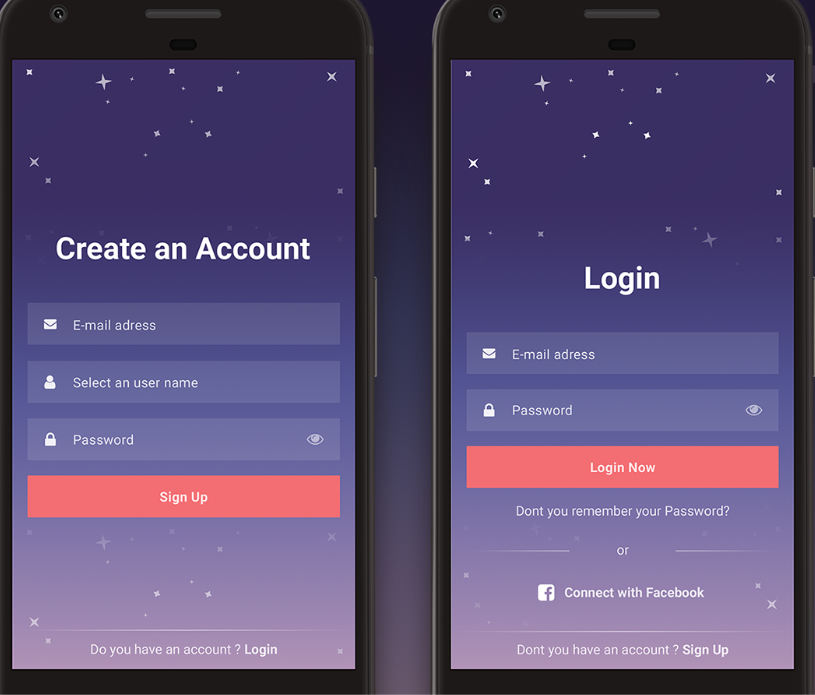 Create an Account
E-mail adress
Select an user name
Password
Sign Up
Do you have an account ? Login
Login
E-mail adress
Password
Login Now
Dont you remember your Password?
or
Connect with Facebook
Dont you have an account ? Sign Up